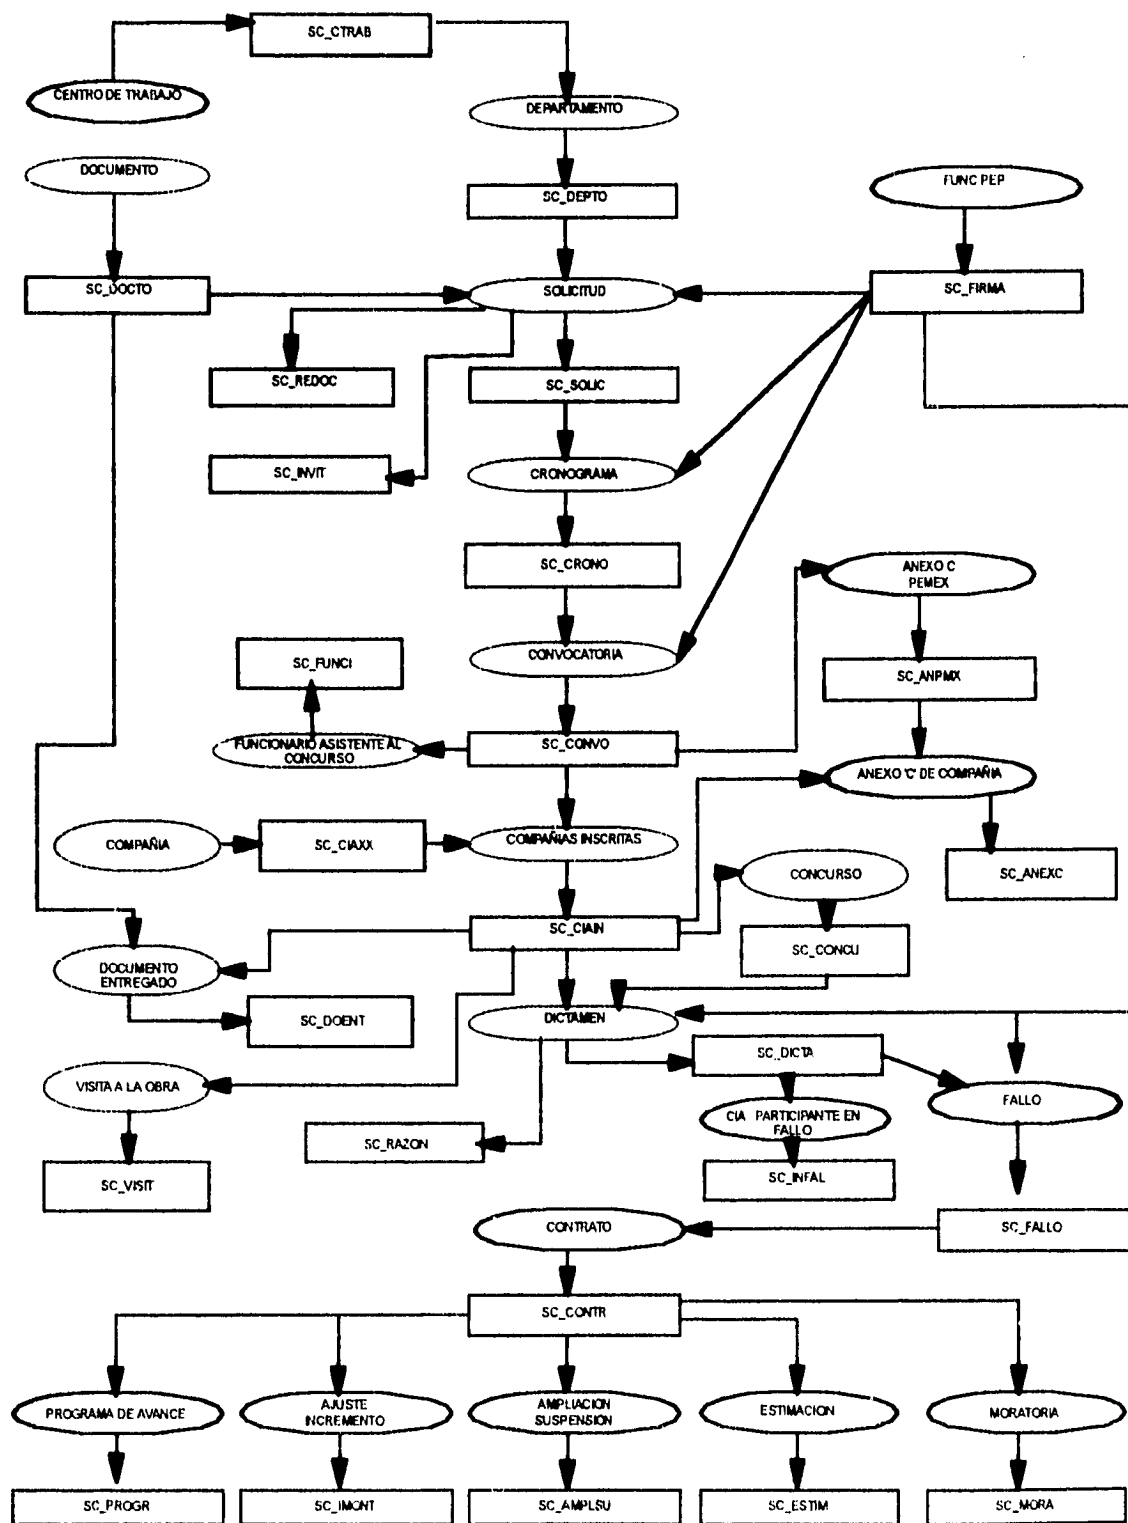 SC_CTRAB
CENTRO DE TRABAJO
DEPARTAMENTO
DOCUMENTO
FUNC PEP
SC_DEPTO
SC_DOCTO
SOLICITUD
SC_FIRMA
SC_REDOC
SC_SOLIC
SC_INVIT
CRONOGRAMA
SC_CRONO
ANEXO C
PEMEX
SC_FUNCI
CONVOCATORIA
SC_ANPMX
FUNCIONARIO ASISTENTE AL
CONCURSO
SC_CONVO
ANEXO 'C' DE COMPAÑIA
COMPAÑIA
SC_CIAXX
COMPAÑIAS INSCRITAS
CONCURSO
SC_ANEXC
SC_CIAIN
SC_CONCU
DOCUMENTO
ENTREGADO
SC_DOENT
DICTAMEN
SC_DICTA
VISITA A LA OBRA
CIA PARTICIPANTE EN
FALLO
FALLO
SC_RAZON
SC_INFAL
SC_VISIT
CONTRATO
SC_FALLO
SC_CONTR
PROGRAMA DE AVANCE
AJUSTE
INCREMENTO
AMPLIACION
SUSPENSION
ESTIMACION
MORATORIA
SC_PROGR
SC_IMONT
SC_AMPLSU
SC_ESTIM
SC_MORA